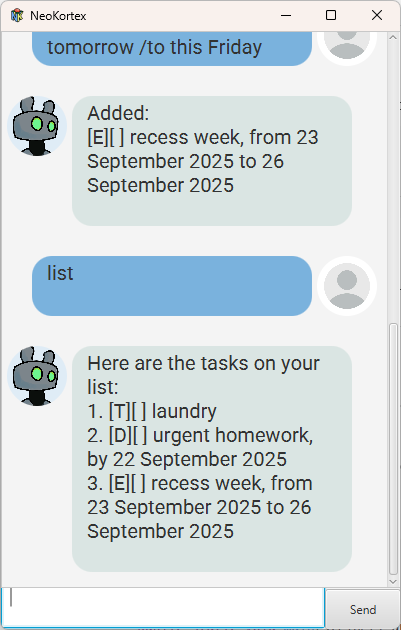 NeoKortex
tomorrow /to this Friday
Added:
[E][ ] recess week, from 23
September 2025 to 26
September 2025
list
Here are the tasks on your
list:
1. [T][ ] laundry
2. [D][ ] urgent homework,
by 22 September 2025
3. [E][ ] recess week, from
23 September 2025 to 26
September 2025
Send